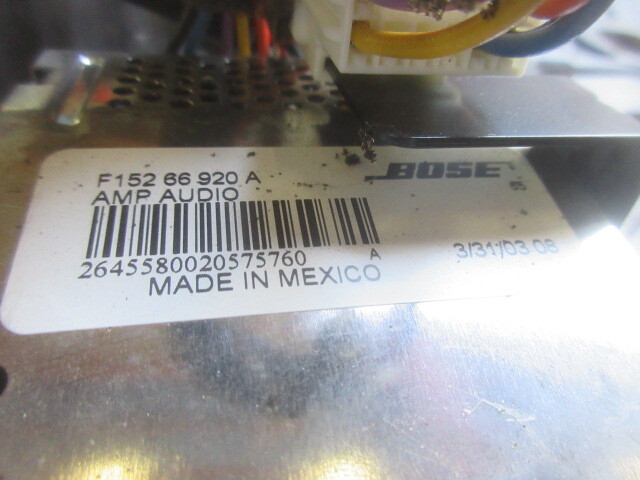 F152 66 920 A
BOSE
AMP AUDIO
2645580020575760 A
3/31/03 08
MADE IN MEXICO